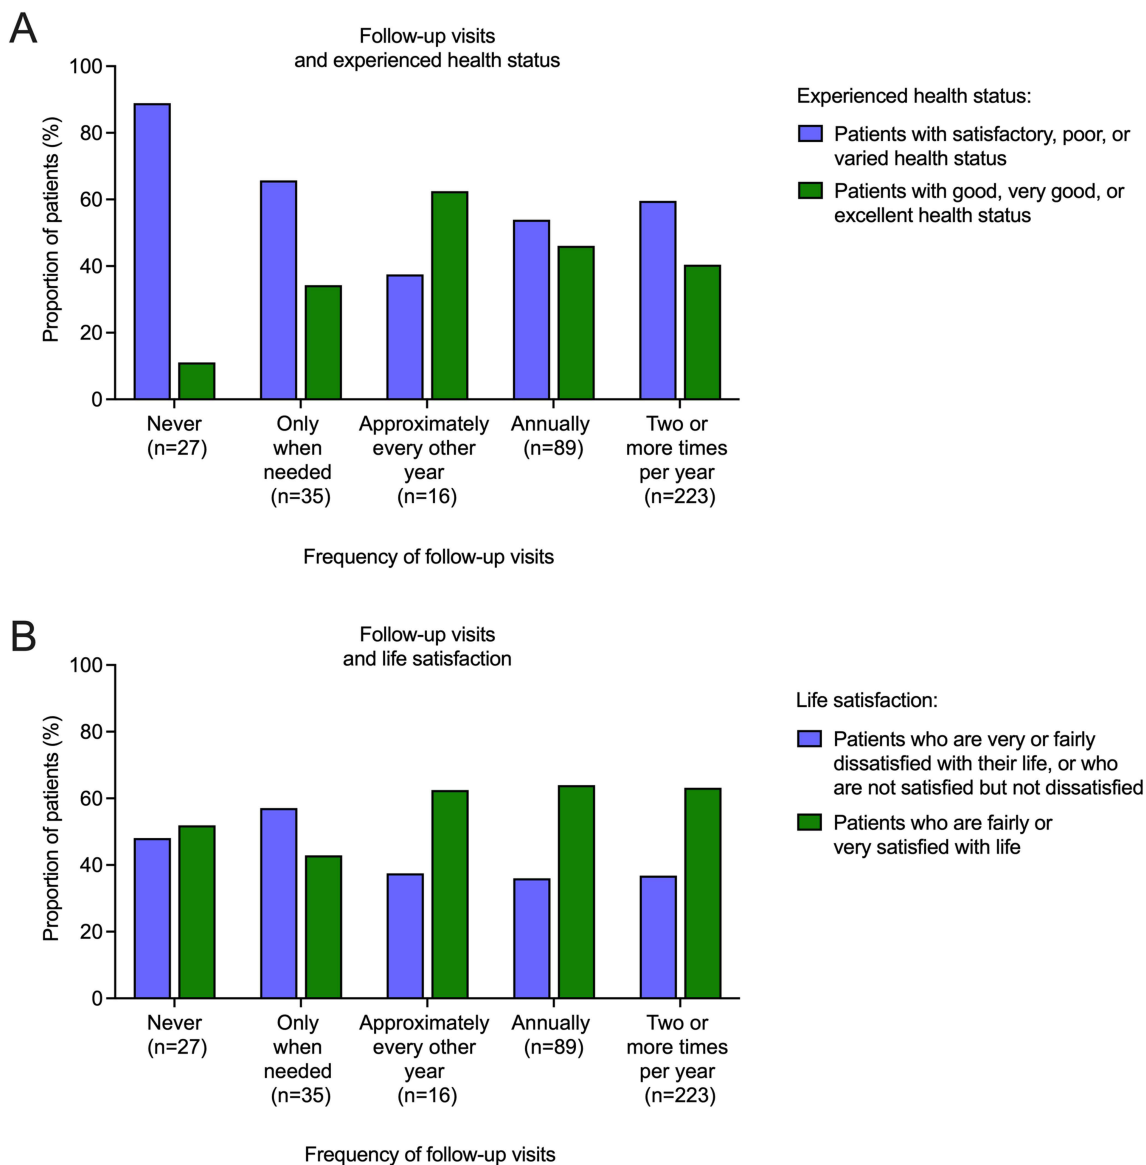 A
Follow-up visits
and experienced health status
Proportion of patients (%)
100
80
60
40
20
0
Never
(n=27)
Only
when
needed
(n=35)
Approximately
every other
year
(n=16)
Annually
(n=89)
Two or
more times
per year
(n=223)
Frequency of follow-up visits
Experienced health status:
Patients with satisfactory, poor, or
varied health status
Patients with good, very good, or
excellent health status
B
Follow-up visits
and life satisfaction
Proportion of patients (%)
100
80
60
40
20
0
Never
(n=27)
Only
when
needed
(n=35)
Approximately
every other
year
(n=16)
Annually
(n=89)
Two or
more times
per year
(n=223)
Frequency of follow-up visits
Life satisfaction:
Patients who are very or fairly
dissatisfied with their life, or who
are not satisfied but not dissatisfied
Patients who are fairly or
very satisfied with life